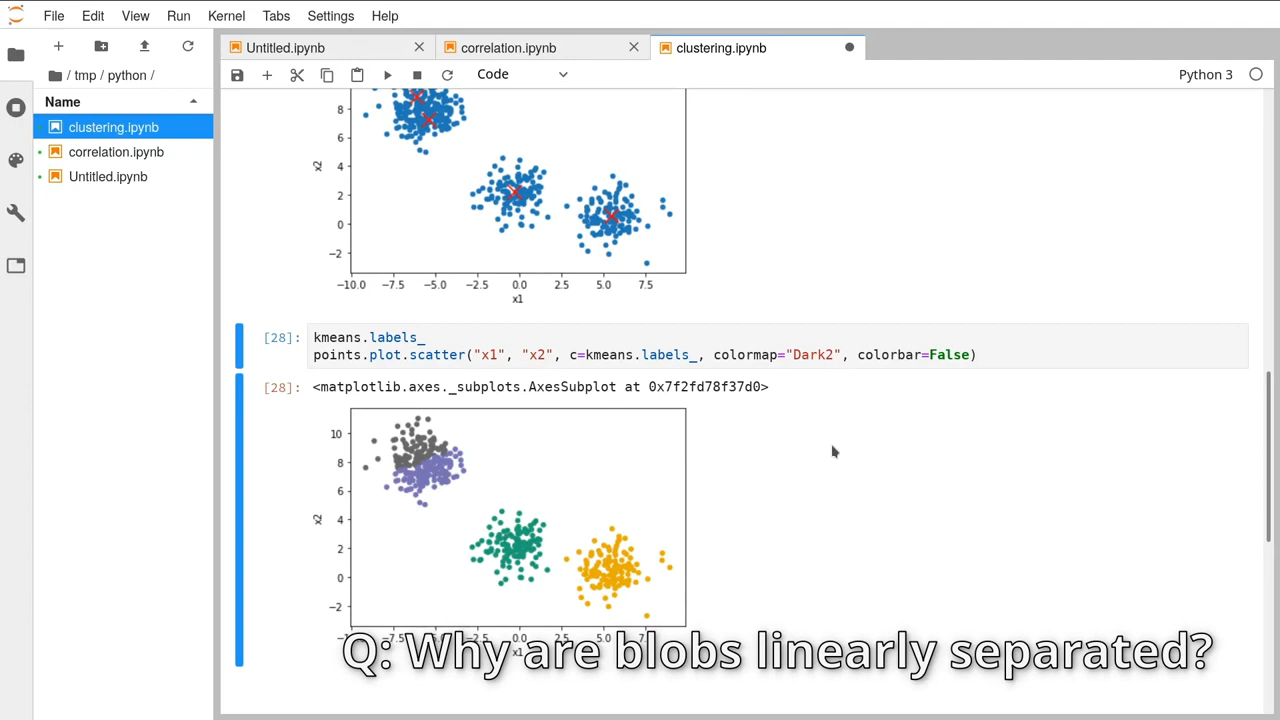 File Edit View Run Kernel Tabs Settings Help
Untitled.ipynb
correlation.ipynb
clustering.ipynb
Code
Python 3
/ tmp / python /
Name
clustering.ipynb
correlation.ipynb
Untitled.ipynb
8
6
4
2
0
−2
x2
−10.0 −7.5 −5.0 −2.5 0.0 2.5 5.0 7.5
x1
[28]: kmeans.labels_
points.plot.scatter("x1", "x2", c=kmeans.labels_, colormap="Dark2", colorbar=False)
[28]: <matplotlib.axes._subplots.AxesSubplot at 0x7f2fd78f37d0>
10
8
6
4
2
0
−2
x2
0.0
x1
Q: Why are blobs linearly separated?